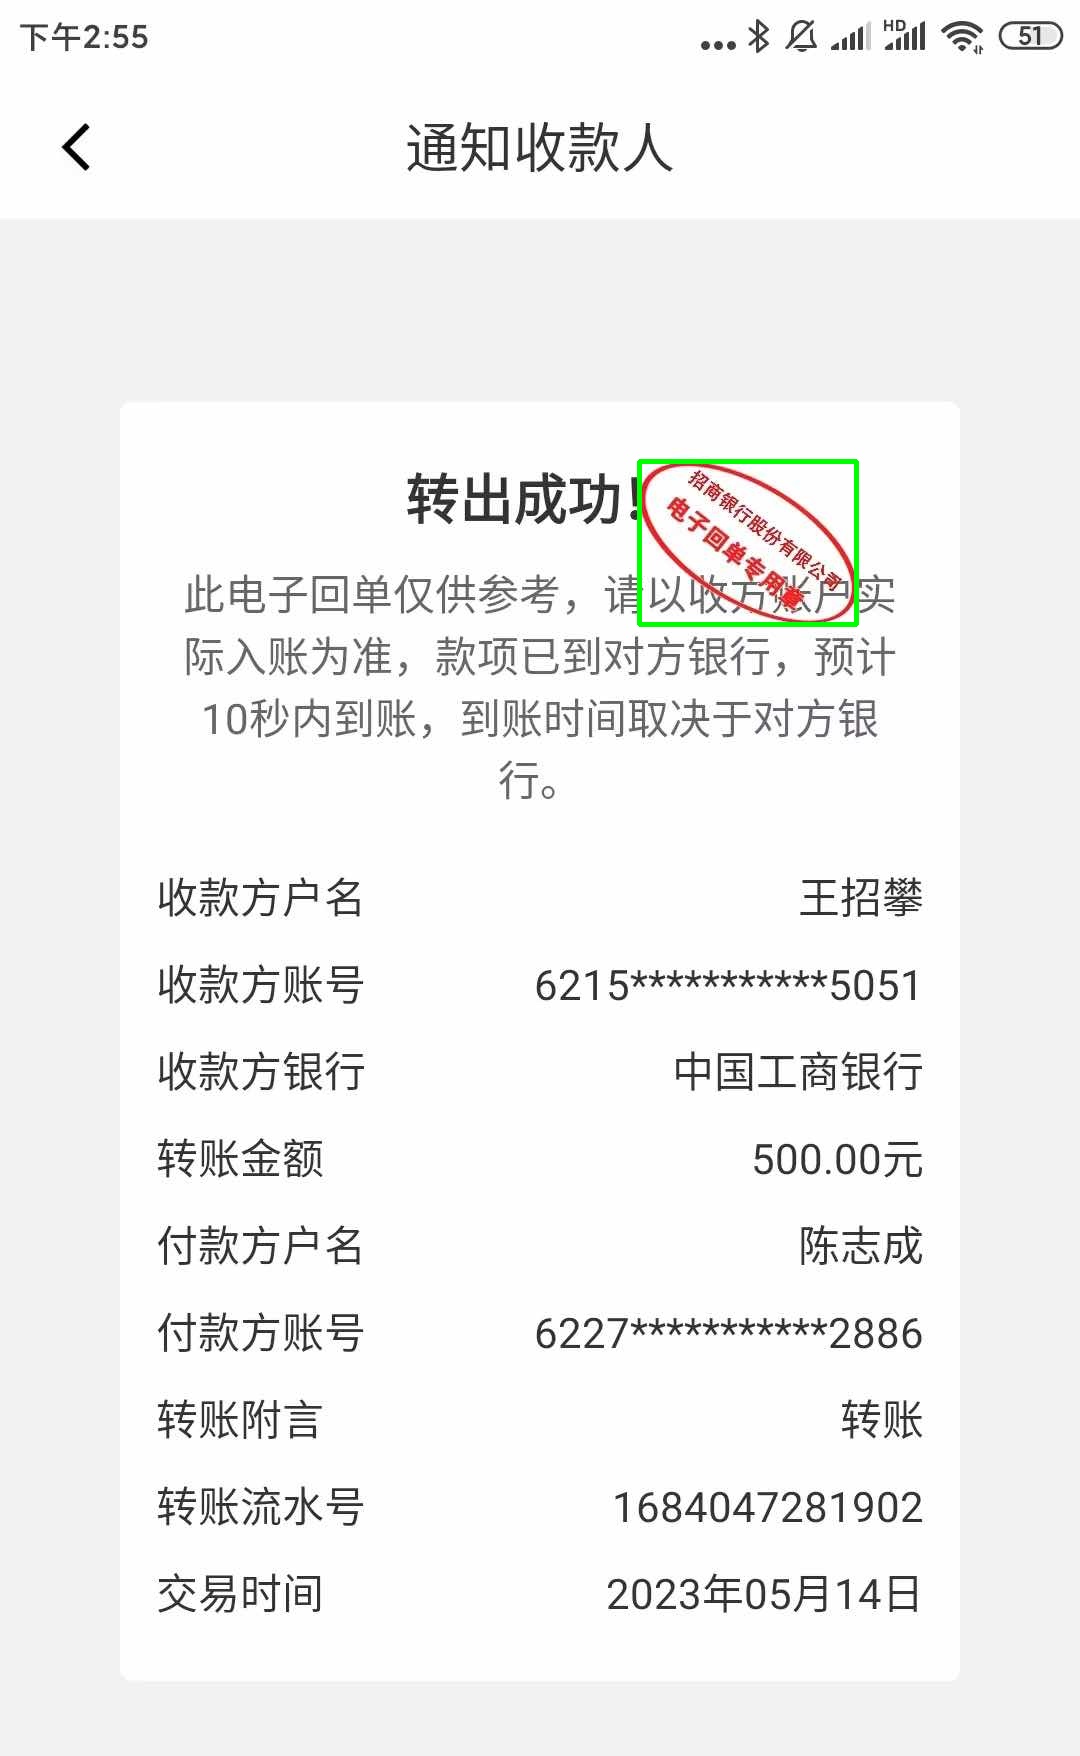 下午2:55
HD
51
通知收款人
转出成功!
招商银行股份有限公司
电子回单专用章
此电子回单仅供参考，请以收方账户实
际入账为准，款项已到对方银行，预计
10秒内到账，到账时间取决于对方银
行。
收款方户名 王招攀
收款方账号 6215***********5051
收款方银行 中国工商银行
转账金额 500.00元
付款方户名 陈志成
付款方账号 6227***********2886
转账附言 转账
转账流水号 1684047281902
交易时间 2023年05月14日